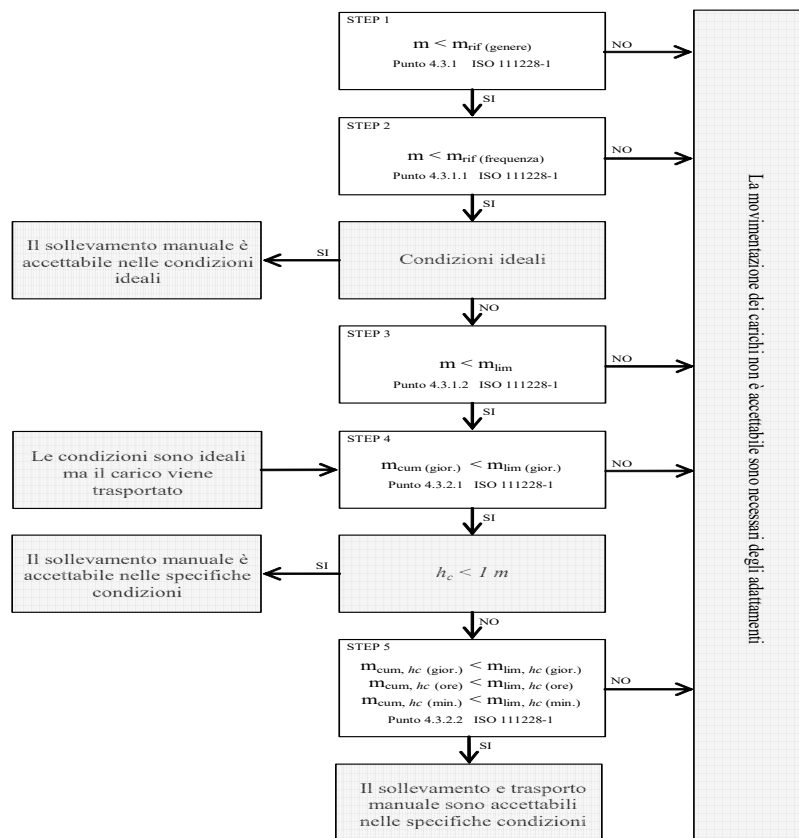 STEP 1
m < mrif (genere)
Punto 4.3.1 ISO 111228-1
NO
SI
STEP 2
m < mrif (frequenza)
Punto 4.3.1.1 ISO 111228-1
NO
SI
Il sollevamento manuale è
accettabile nelle condizioni
ideali
SI
Condizioni ideali
NO
STEP 3
m < mlim
Punto 4.3.1.2 ISO 111228-1
NO
SI
Le condizioni sono ideali
ma il carico viene
trasportato
STEP 4
mcum (gior.) < mlim (gior.)
Punto 4.3.2.1 ISO 111228-1
NO
SI
Il sollevamento manuale è
accettabile nelle specifiche
condizioni
SI
hc < 1 m
NO
STEP 5
mcum, hc (gior.) < mlim, hc (gior.)
mcum, hc (ore) < mlim, hc (ore)
mcum, hc (min.) < mlim, hc (min.)
Punto 4.3.2.2 ISO 111228-1
NO
SI
Il sollevamento e trasporto
manuale sono accettabili
nelle specifiche condizioni
La movimentazione dei carichi non è accettabile sono necessari degli adattamenti